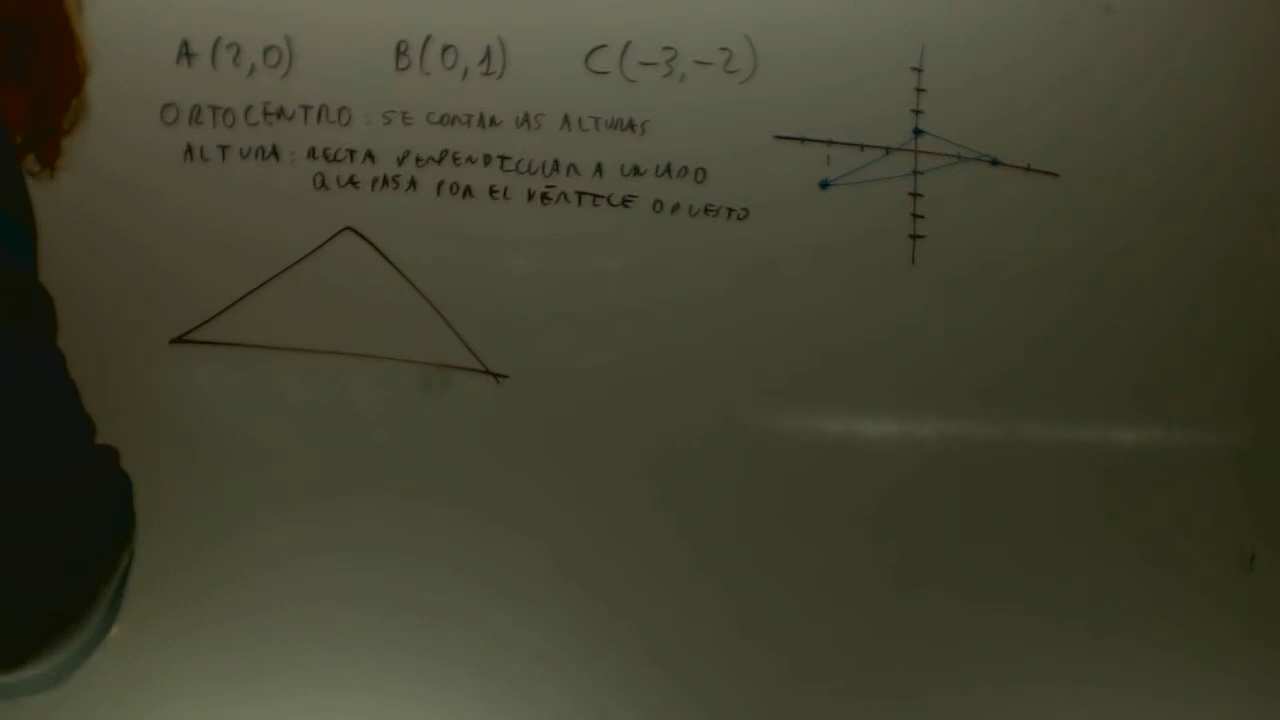 A(2,0) B(0,1) C(-3,-2)
ORTOCENTRO: SE CORTAN LAS ALTURAS
ALTURA: RECTA PERPENDICULAR A UN LADO
QUE PASA POR EL VÉRTICE OPUESTO